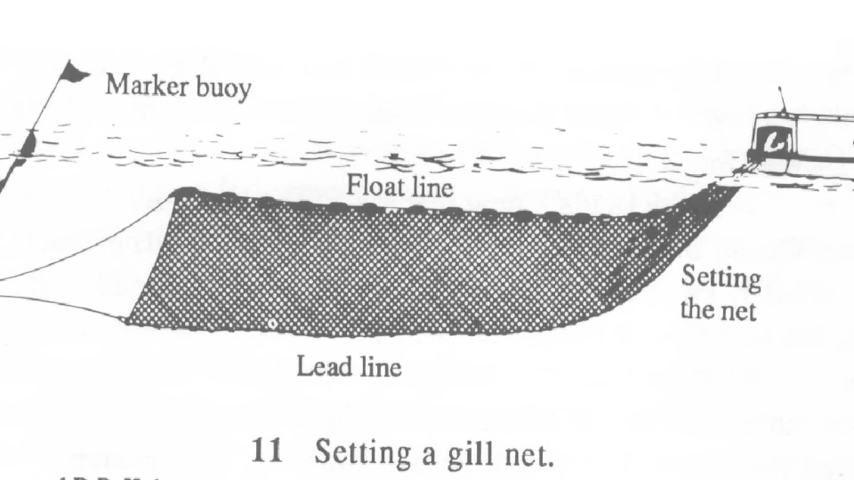 Marker buoy
Float line
Setting
the net
Lead line
11 Setting a gill net.